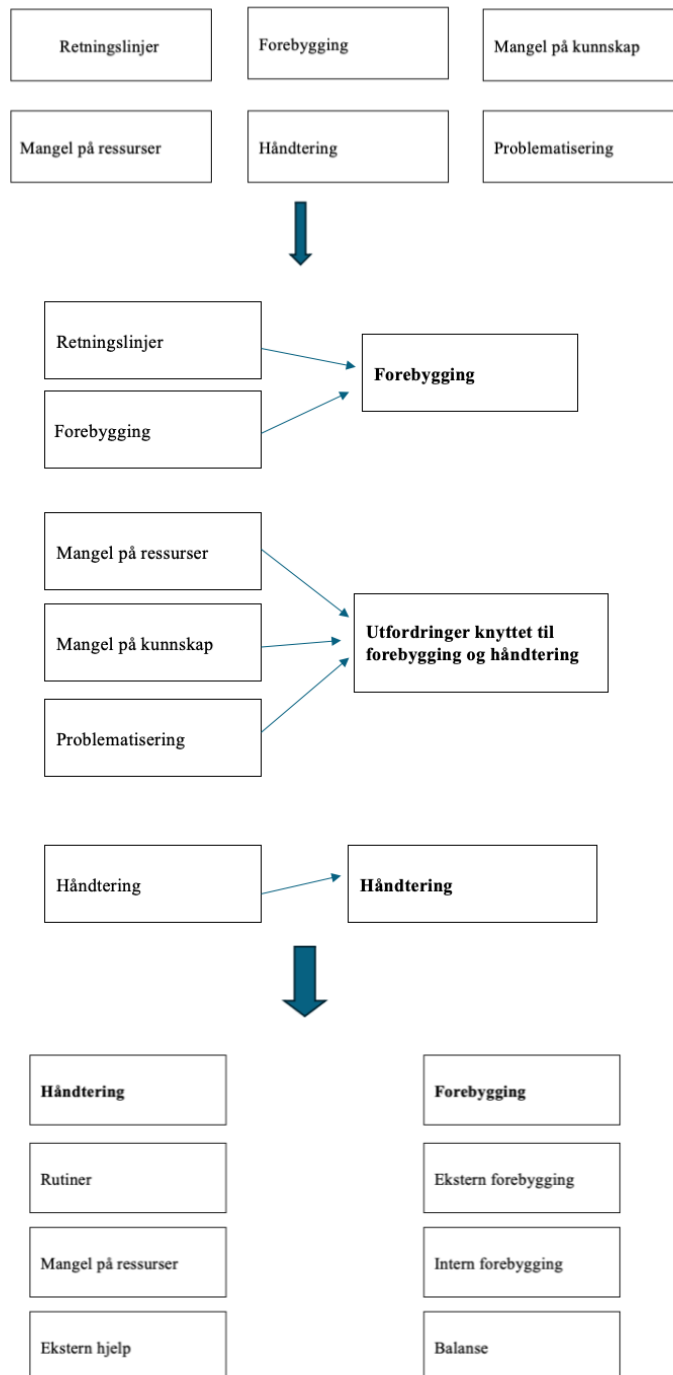 Retningslinjer
Forebygging
Mangel på kunnskap
Mangel på ressurser
Håndtering
Problematisering
Retningslinjer
Forebygging
Forebygging
Mangel på ressurser
Mangel på kunnskap
Problematisering
Utfordringer knyttet til
forebygging og håndtering
Håndtering
Håndtering
Håndtering
Forebygging
Rutiner
Ekstern forebygging
Mangel på ressurser
Intern forebygging
Ekstern hjelp
Balanse